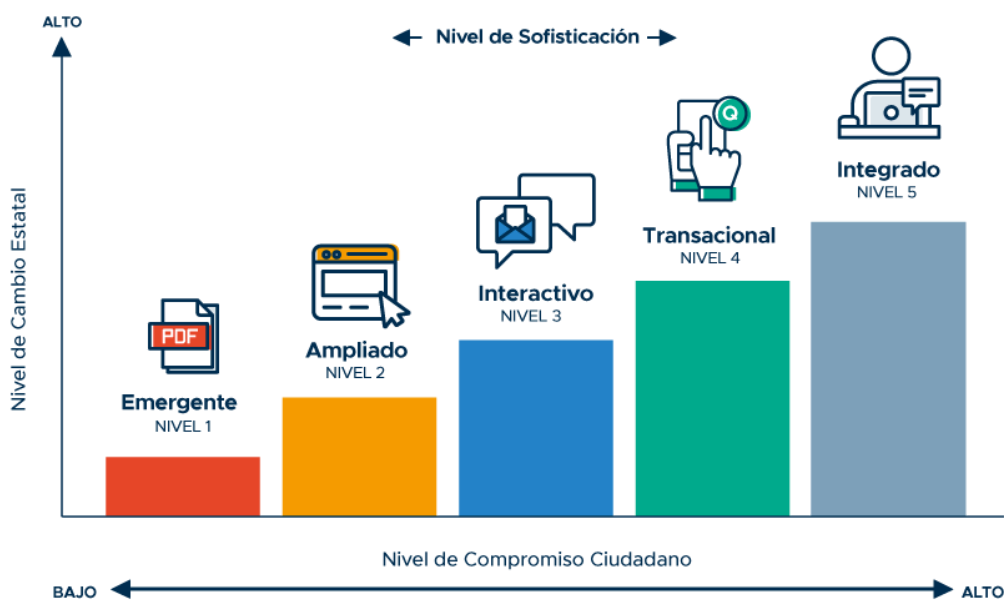 ALTO
Nivel de Sofisticación
Integrado
NIVEL 5
Q
Transacional
NIVEL 4
Interactivo
NIVEL 3
Ampliado
NIVEL 2
PDF
Emergente
NIVEL 1
Nivel de Cambio Estatal
Nivel de Compromiso Ciudadano
BAJO
ALTO